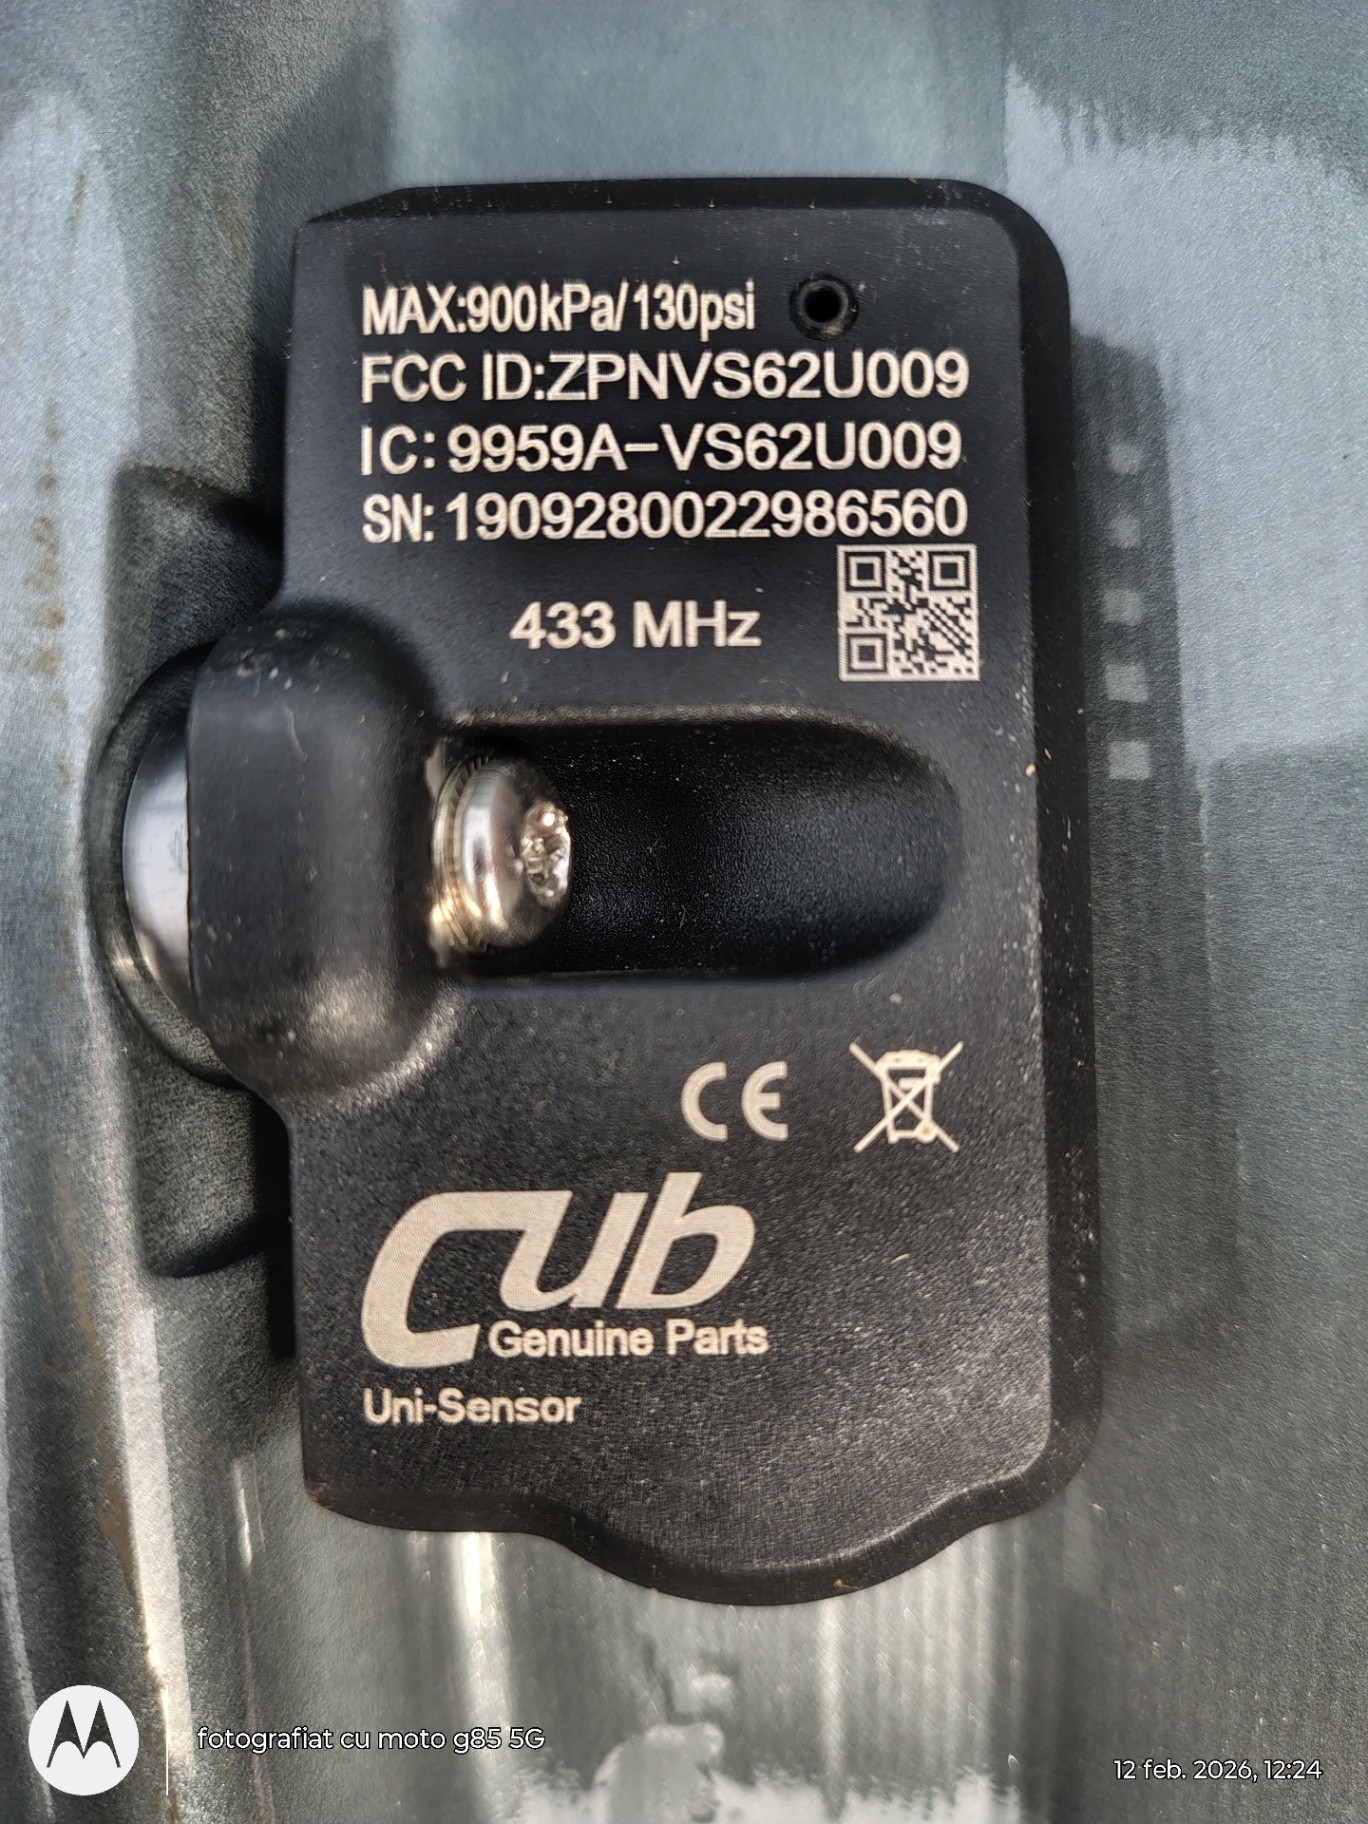 MAX:900kPa/130psi
FCC ID:ZPNVS62U009
IC: 9959A-VS62U009
SN: 1909280022986560
433 MHz
CE
Cub
Genuine Parts
Uni-Sensor
fotografiat cu moto g85 5G
12 feb. 2026, 12:24